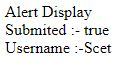 Alert Display
Submited :- true
Username :-Scet